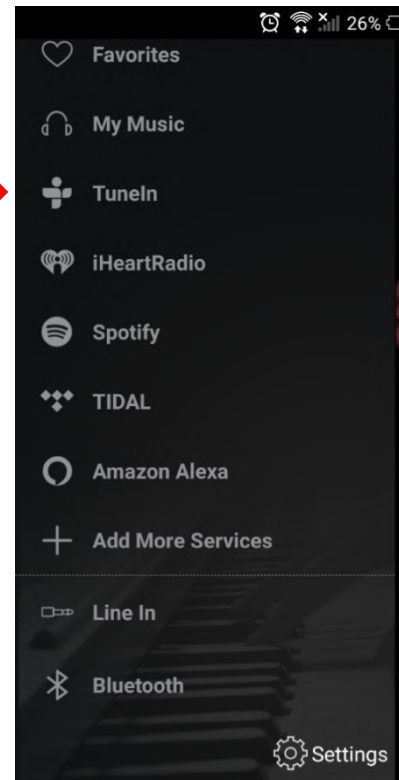 26%
Favorites
My Music
TuneIn
iHeartRadio
Spotify
TIDAL
Amazon Alexa
Add More Services
Line In
Bluetooth
Settings